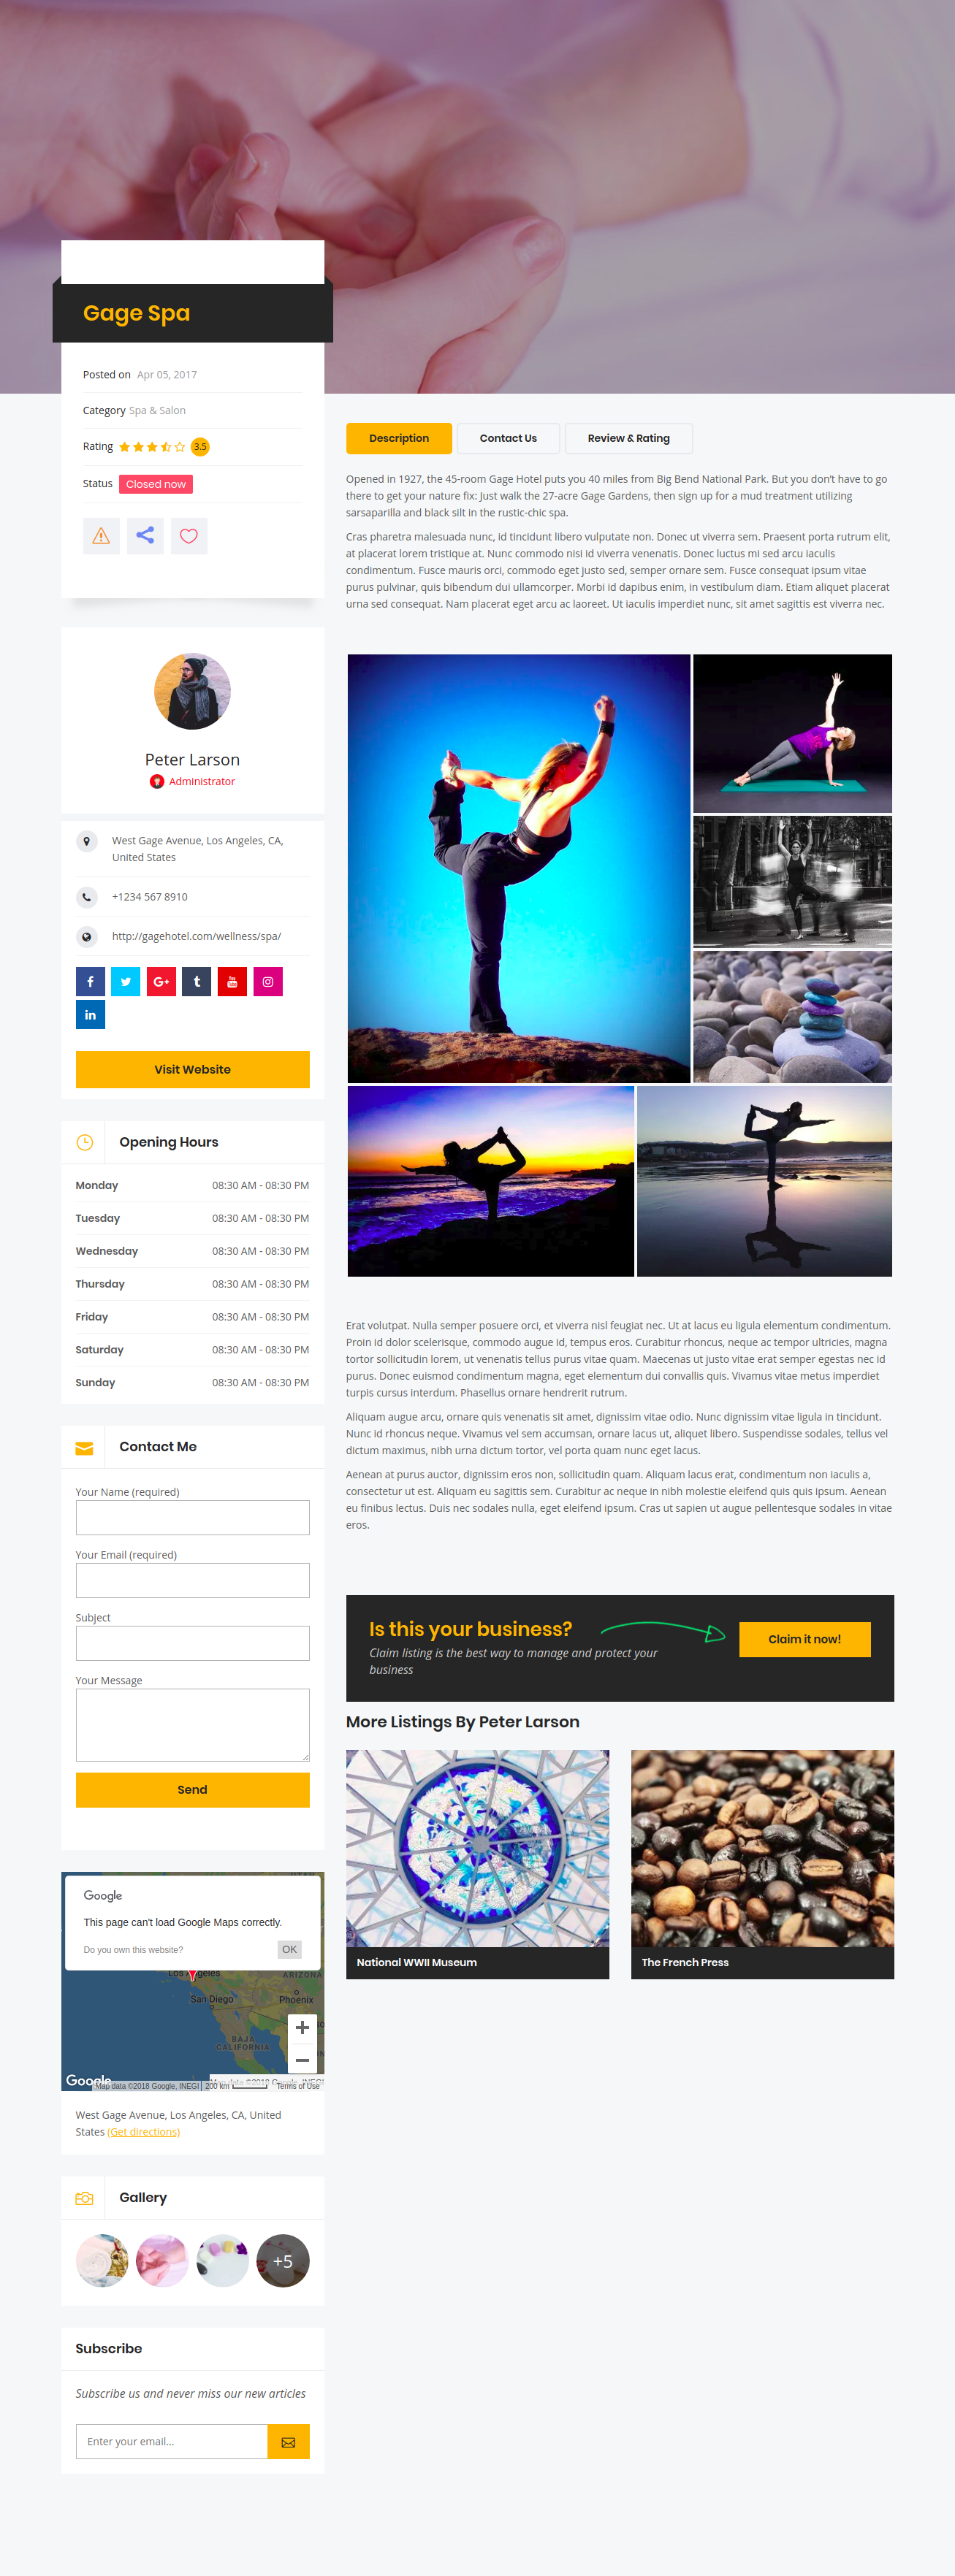 Gage Spa
Posted on Apr 05, 2017
Category Spa & Salon
Rating 3.5
Status Closed now
Peter Larson
Administrator
West Gage Avenue, Los Angeles, CA,
United States
+1234 567 8910
http://gagehotel.com/wellness/spa/
Visit Website
Opening Hours
Monday 08:30 AM - 08:30 PM
Tuesday 08:30 AM - 08:30 PM
Wednesday 08:30 AM - 08:30 PM
Thursday 08:30 AM - 08:30 PM
Friday 08:30 AM - 08:30 PM
Saturday 08:30 AM - 08:30 PM
Sunday 08:30 AM - 08:30 PM
Contact Me
Your Name (required)
Your Email (required)
Subject
Your Message
Send
Google
This page can't load Google Maps correctly.
Do you own this website? OK
Los Angeles
ARIZONA
San Diego
Phoenix
BAJA
CALIFORNIA
Google
Map data ©2018 Google, INEGI
Map data ©2018 Google, INEGI 200 km Terms of Use
West Gage Avenue, Los Angeles, CA, United
States (Get directions)
Gallery
+5
Subscribe
Subscribe us and never miss our new articles
Enter your email...
Description Contact Us Review & Rating
Opened in 1927, the 45-room Gage Hotel puts you 40 miles from Big Bend National Park. But you don't have to go
there to get your nature fix: Just walk the 27-acre Gage Gardens, then sign up for a mud treatment utilizing
sarsaparilla and black silt in the rustic-chic spa.
Cras pharetra malesuada nunc, id tincidunt libero vulputate non. Donec ut viverra sem. Praesent porta rutrum elit,
at placerat lorem tristique at. Nunc commodo nisi id viverra venenatis. Donec luctus mi sed arcu iaculis
condimentum. Fusce mauris orci, commodo eget justo sed, semper ornare sem. Fusce consequat ipsum vitae
purus pulvinar, quis bibendum dui ullamcorper. Morbi id dapibus enim, in vestibulum diam. Etiam aliquet placerat
urna sed consequat. Nam placerat eget arcu ac laoreet. Ut iaculis imperdiet nunc, sit amet sagittis est viverra nec.
Erat volutpat. Nulla semper posuere orci, et viverra nisl feugiat nec. Ut at lacus eu ligula elementum condimentum.
Proin id dolor scelerisque, commodo augue id, tempus eros. Curabitur rhoncus, neque ac tempor ultricies, magna
tortor sollicitudin lorem, ut venenatis tellus purus vitae quam. Maecenas ut justo vitae erat semper egestas nec id
purus. Donec euismod condimentum magna, eget elementum dui convallis quis. Vivamus vitae metus imperdiet
turpis cursus interdum. Phasellus ornare hendrerit rutrum.
Aliquam augue arcu, ornare quis venenatis sit amet, dignissim vitae odio. Nunc dignissim vitae ligula in tincidunt.
Nunc id rhoncus neque. Vivamus vel sem accumsan, ornare lacus ut, aliquet libero. Suspendisse sodales, tellus vel
dictum maximus, nibh urna dictum tortor, vel porta quam nunc eget lacus.
Aenean at purus auctor, dignissim eros non, sollicitudin quam. Aliquam lacus erat, condimentum non iaculis a,
consectetur ut est. Aliquam eu sagittis sem. Curabitur ac neque in nibh molestie eleifend quis quis ipsum. Aenean
eu finibus lectus. Duis nec sodales nulla, eget eleifend ipsum. Cras ut sapien ut augue pellentesque sodales in vitae
eros.
Is this your business?
Claim listing is the best way to manage and protect your
business
Claim it now!
More Listings By Peter Larson
National WWII Museum
The French Press